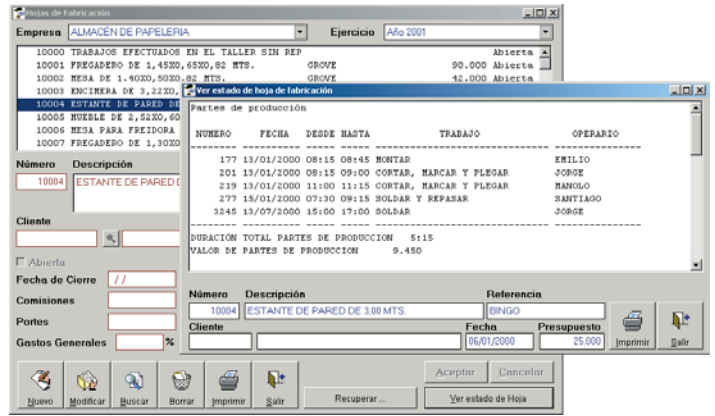 Hojas de Fabricación
Empresa ALMACÉN DE PAPELERIA Ejercicio Año 2001
10000 TRABAJOS EFECTUADOS EN EL TALLER SIN REP Abierta
10001 FREGADERO DE 1,45X0,65X0,82 MTS. GROVE 90.000 Abierta
10002 MESA DE 1.40X0,50X0.82 MTS. GROVE 42.000 Abierta
10003 ENCIMERA DE 3,22X0,
10004 ESTANTE DE PARED DE
10005 MUEBLE DE 2,52X0,60
10006 MESA PARA FREIDORA
10007 FREGADERO DE 1,30X0
Número Descripción
10004 ESTANTE DE PARED D
Cliente
Abierta
Fecha de Cierre / /
Comisiones
Portes
Gastos Generales %
Nuevo Modificar Buscar Borrar Imprimir Salir Recuperar ... Aceptar Cancelar
Ver estado de Hoja
Ver estado de hoja de fabricación
Partes de producción
NUMERO FECHA DESDE HASTA TRABAJO OPERARIO
177 13/01/2000 08:15 08:45 MONTAR EMILIO
201 13/01/2000 08:15 09:00 CORTAR, MARCAR Y PLEGAR JORGE
219 13/01/2000 11:00 11:15 CORTAR, MARCAR Y PLEGAR MANOLO
277 15/01/2000 07:30 09:15 SOLDAR Y REPASAR SANTIAGO
3245 13/07/2000 15:00 17:00 SOLDAR JORGE
DURACIÓN TOTAL PARTES DE PRODUCCION 5:15
VALOR DE PARTES DE PRODUCCION 9.450
Número Descripción Referencia
10004 ESTANTE DE PARED DE 3,00 MTS. BINGO
Cliente Fecha Presupuesto
06/01/2000 25.000
Imprimir Salir